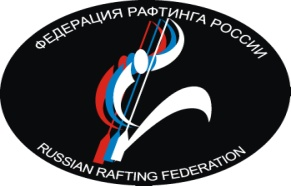 ФЕДЕРАЦИЯ РАФТИНГА РОССИИ
RUSSIAN RAFTING FEDERATION